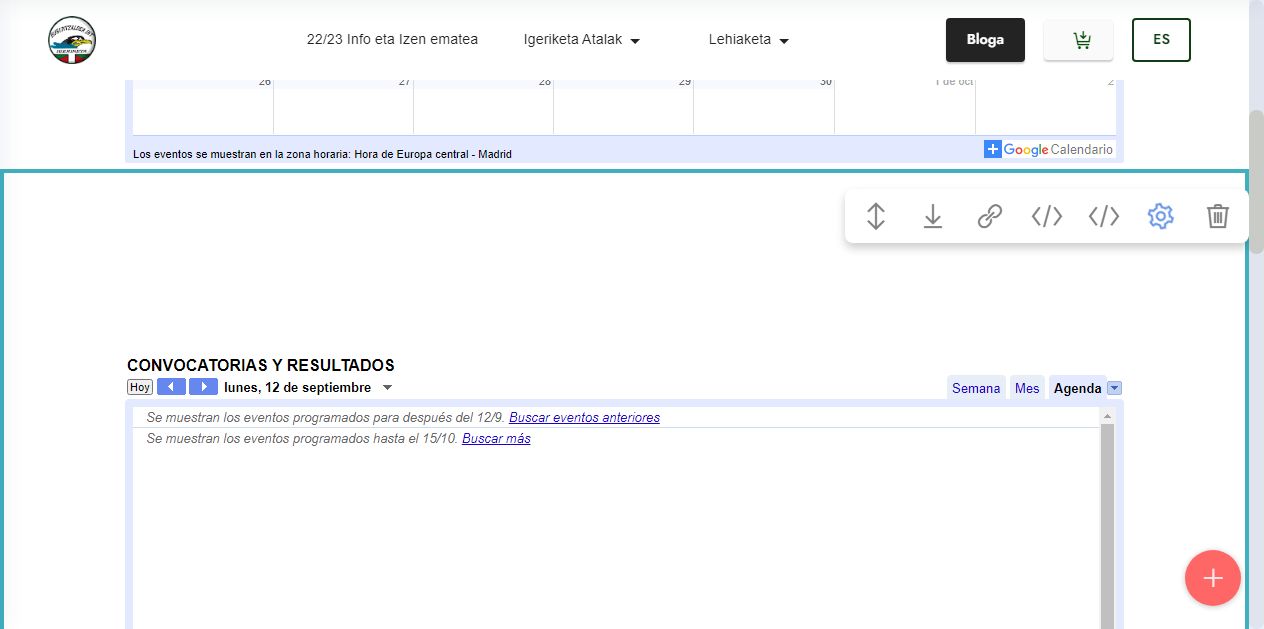 22/23 Info eta Izen ematea
Igeriketa Atalak
Lehiaketa
Bloga
ES
26 27 28 29 30 1 de oct 2
Los eventos se muestran en la zona horaria: Hora de Europa central - Madrid
Google Calendario
CONVOCATORIAS Y RESULTADOS
Hoy lunes, 12 de septiembre
Semana Mes Agenda
Se muestran los eventos programados para después del 12/9. Buscar eventos anteriores
Se muestran los eventos programados hasta el 15/10. Buscar más